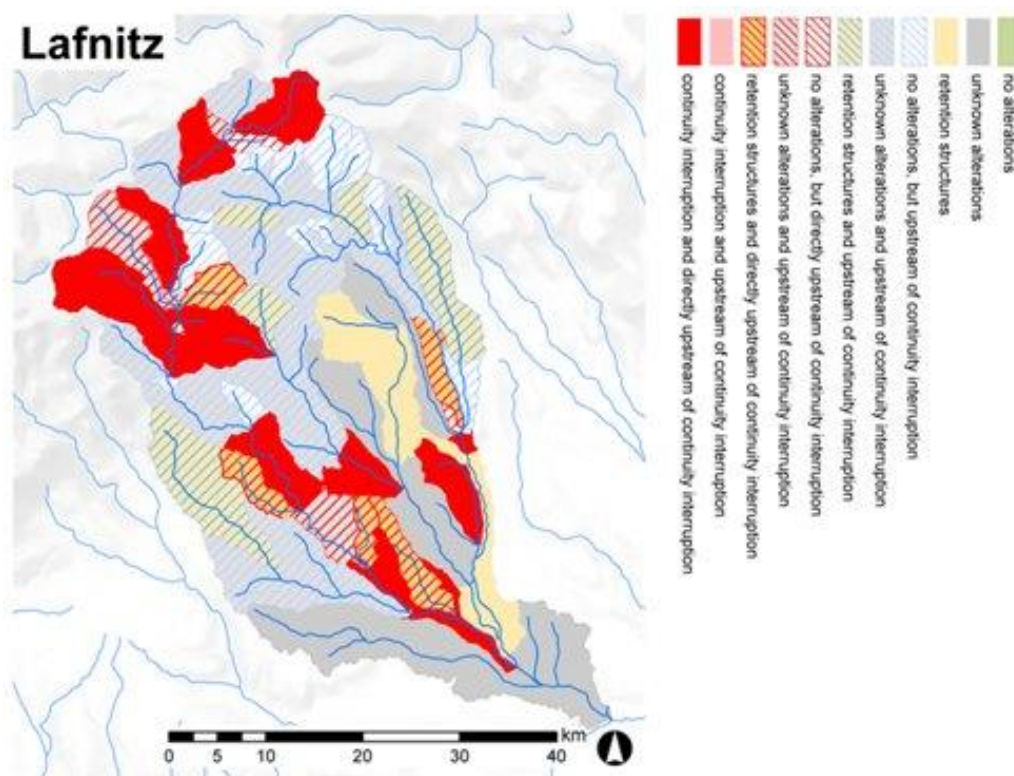 Lafnitz
continuity interruption and directly upstream of continuity interruption
continuity interruption and upstream of continuity interruption
retention structures and directly upstream of continuity interruption
unknown alterations and upstream of continuity interruption
no alterations, but directly upstream of continuity interruption
retention structures and upstream of continuity interruption
unknown alterations and upstream of continuity interruption
no alterations, but upstream of continuity interruption
retention structures
unknown alterations
no alterations
km
0 5 10 20 30 40